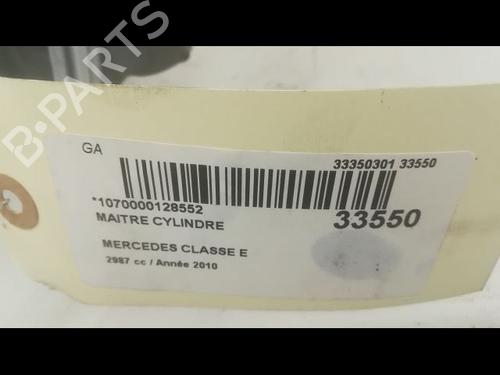 B-PARTS
GA
33350301 33550
*1070000128552
MAITRE CYLINDRE
33550
MERCEDES CLASSE E
2987 cc / Année 2010